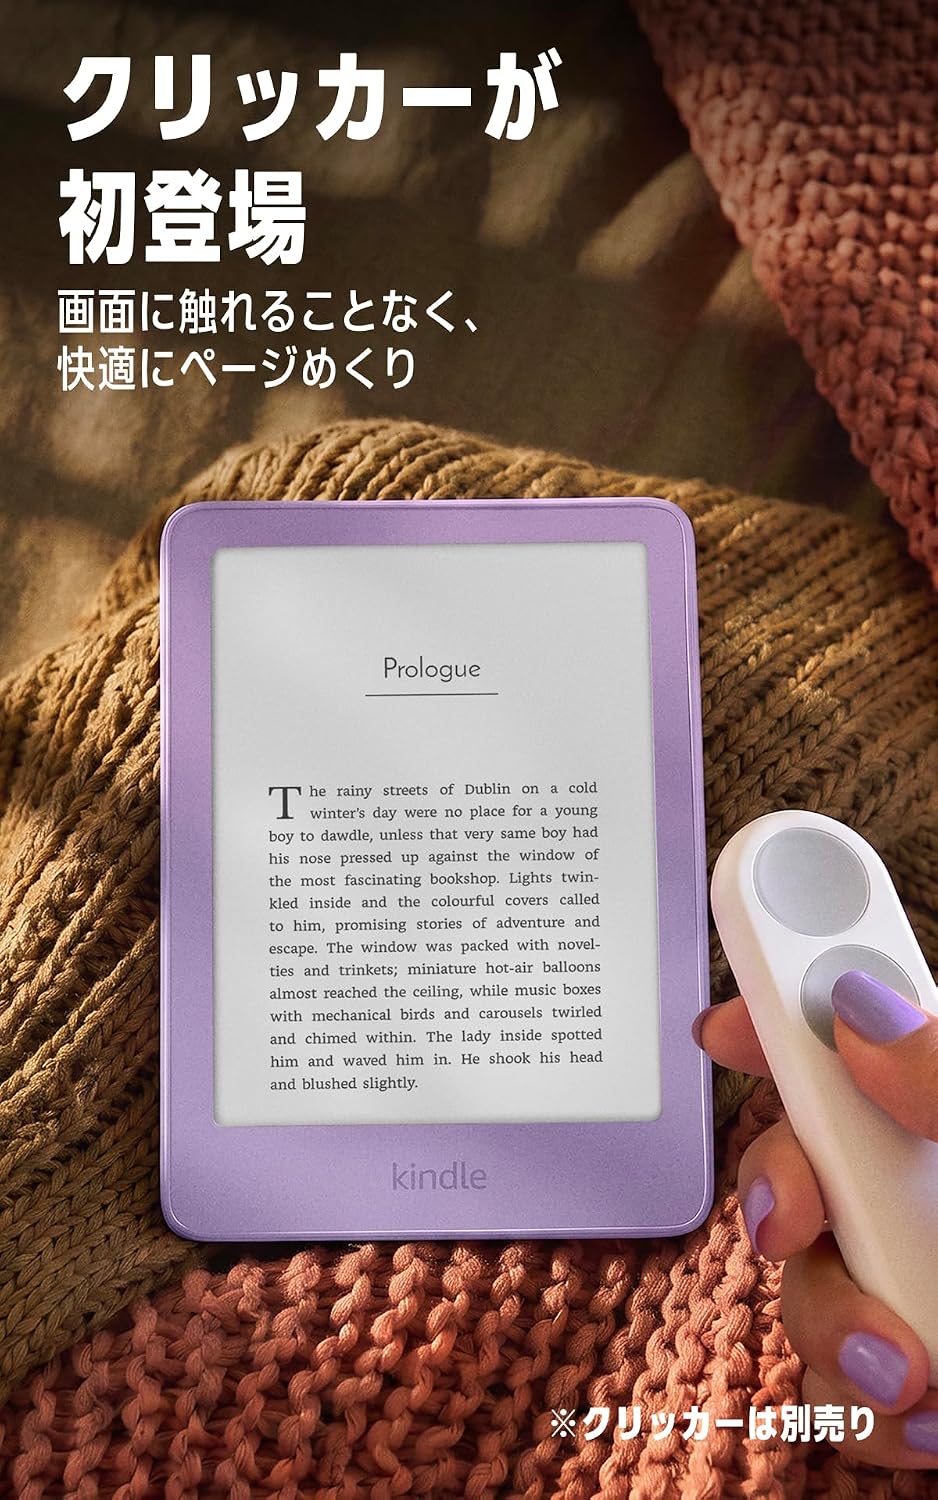 クリッカーが
初登場
画面に触れることなく、
快適にページめくり
Prologue
The rainy streets of Dublin on a cold
winter's day were no place for a young
boy to dawdle, unless that very same boy had
his nose pressed up against the window of
the most fascinating bookshop. Lights twin-
kled inside and the colourful covers called
to him, promising stories of adventure and
escape. The window was packed with novel-
ties and trinkets; miniature hot-air balloons
almost reached the ceiling, while music boxes
with mechanical birds and carousels twirled
and chimed within. The lady inside spotted
him and waved him in. He shook his head
and blushed slightly.
kindle
※クリッカーは別売り